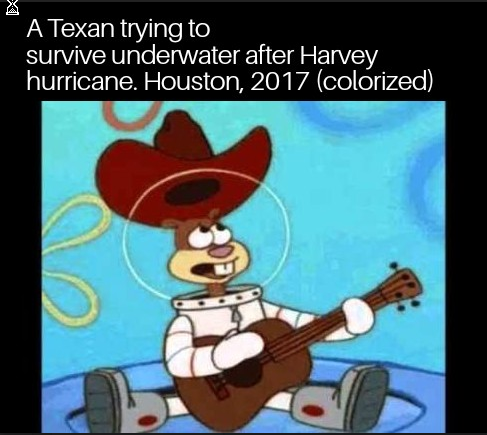 A Texan trying to
survive underwater after Harvey
hurricane. Houston, 2017 (colorized)